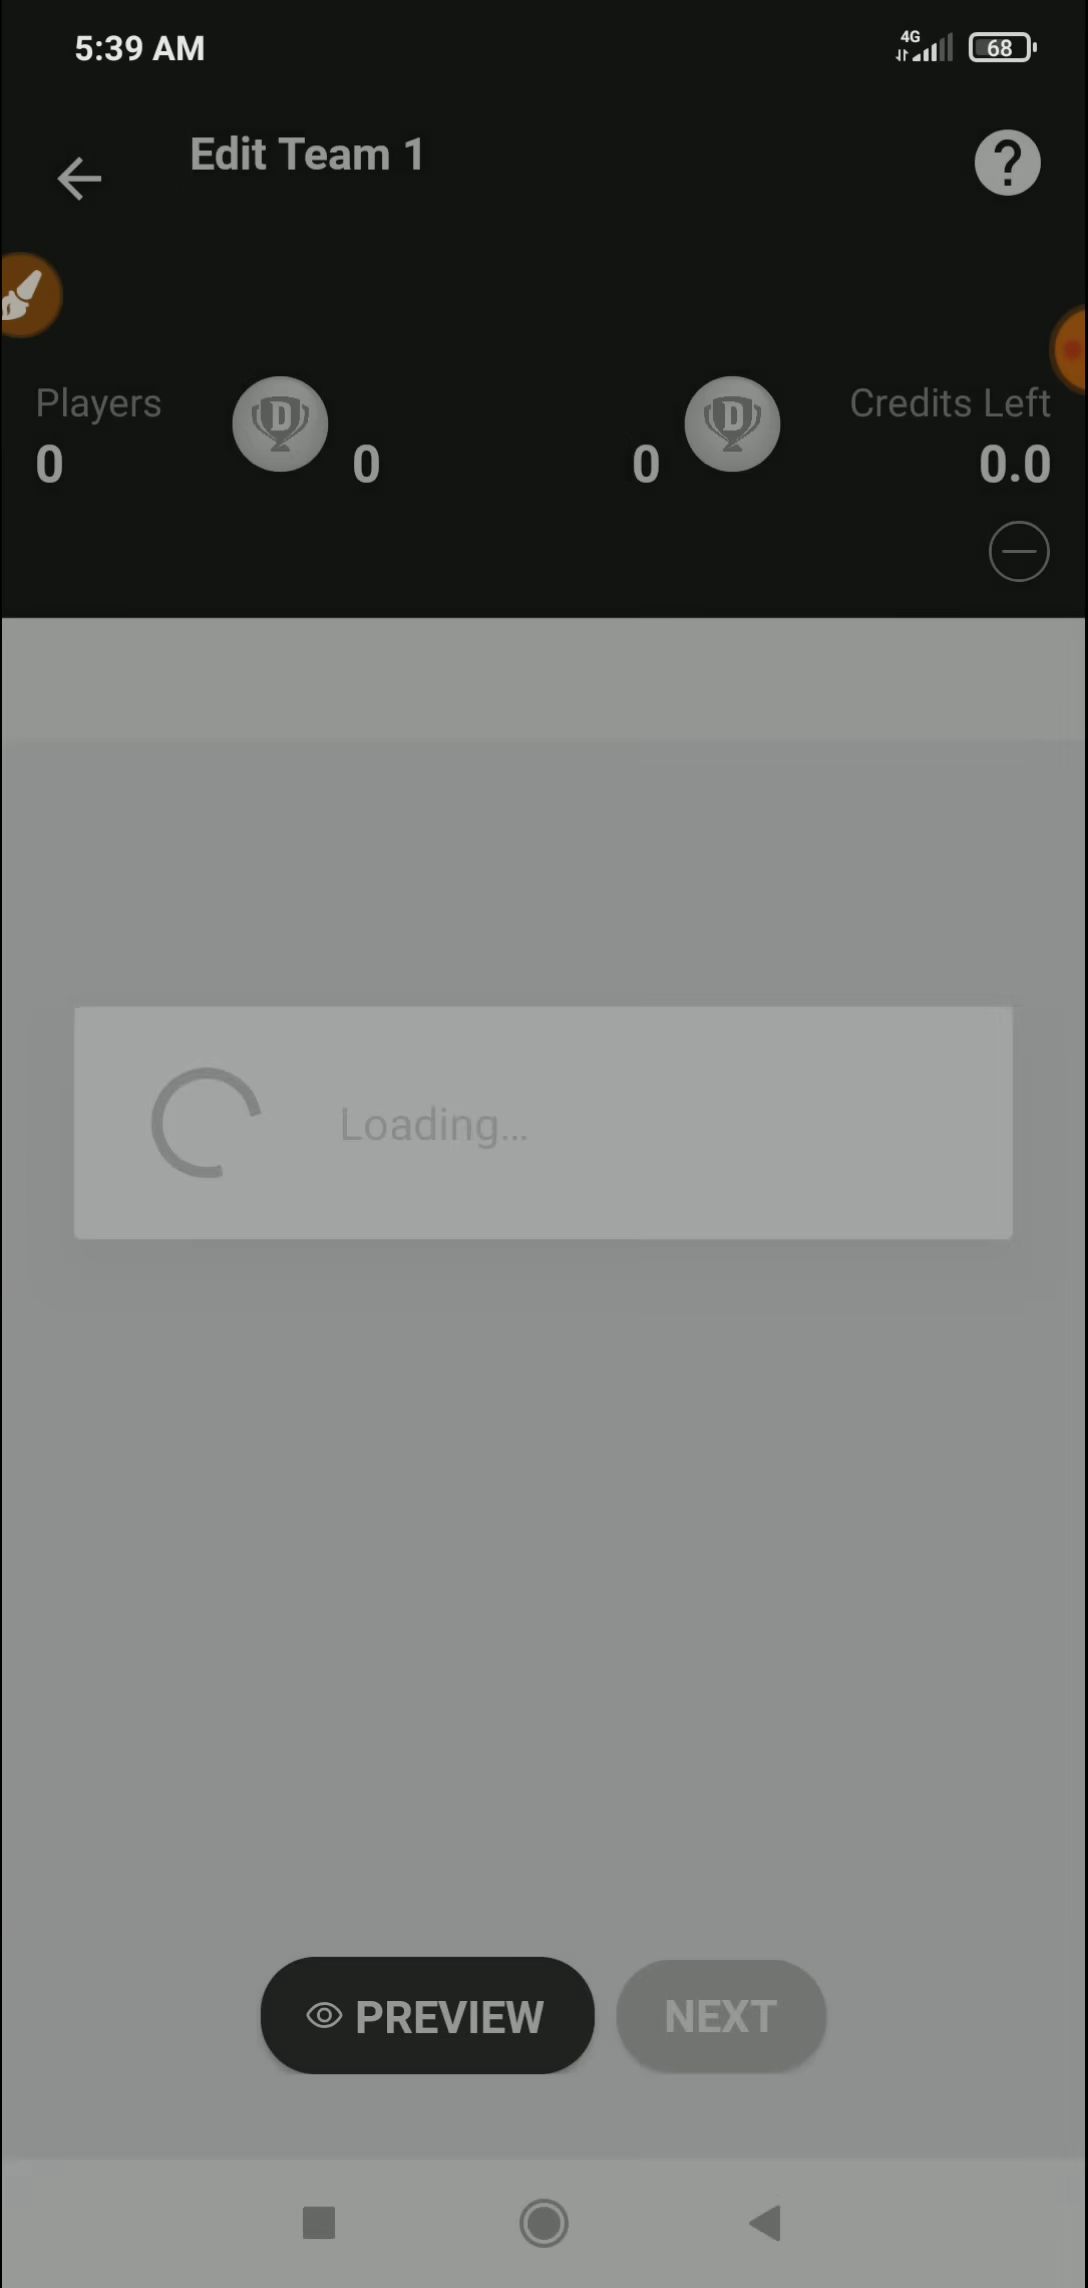 5:39 AM
4G
68
Edit Team 1
?
Players
D
D
Credits Left
0
0
0
0.0
Loading...
PREVIEW
NEXT